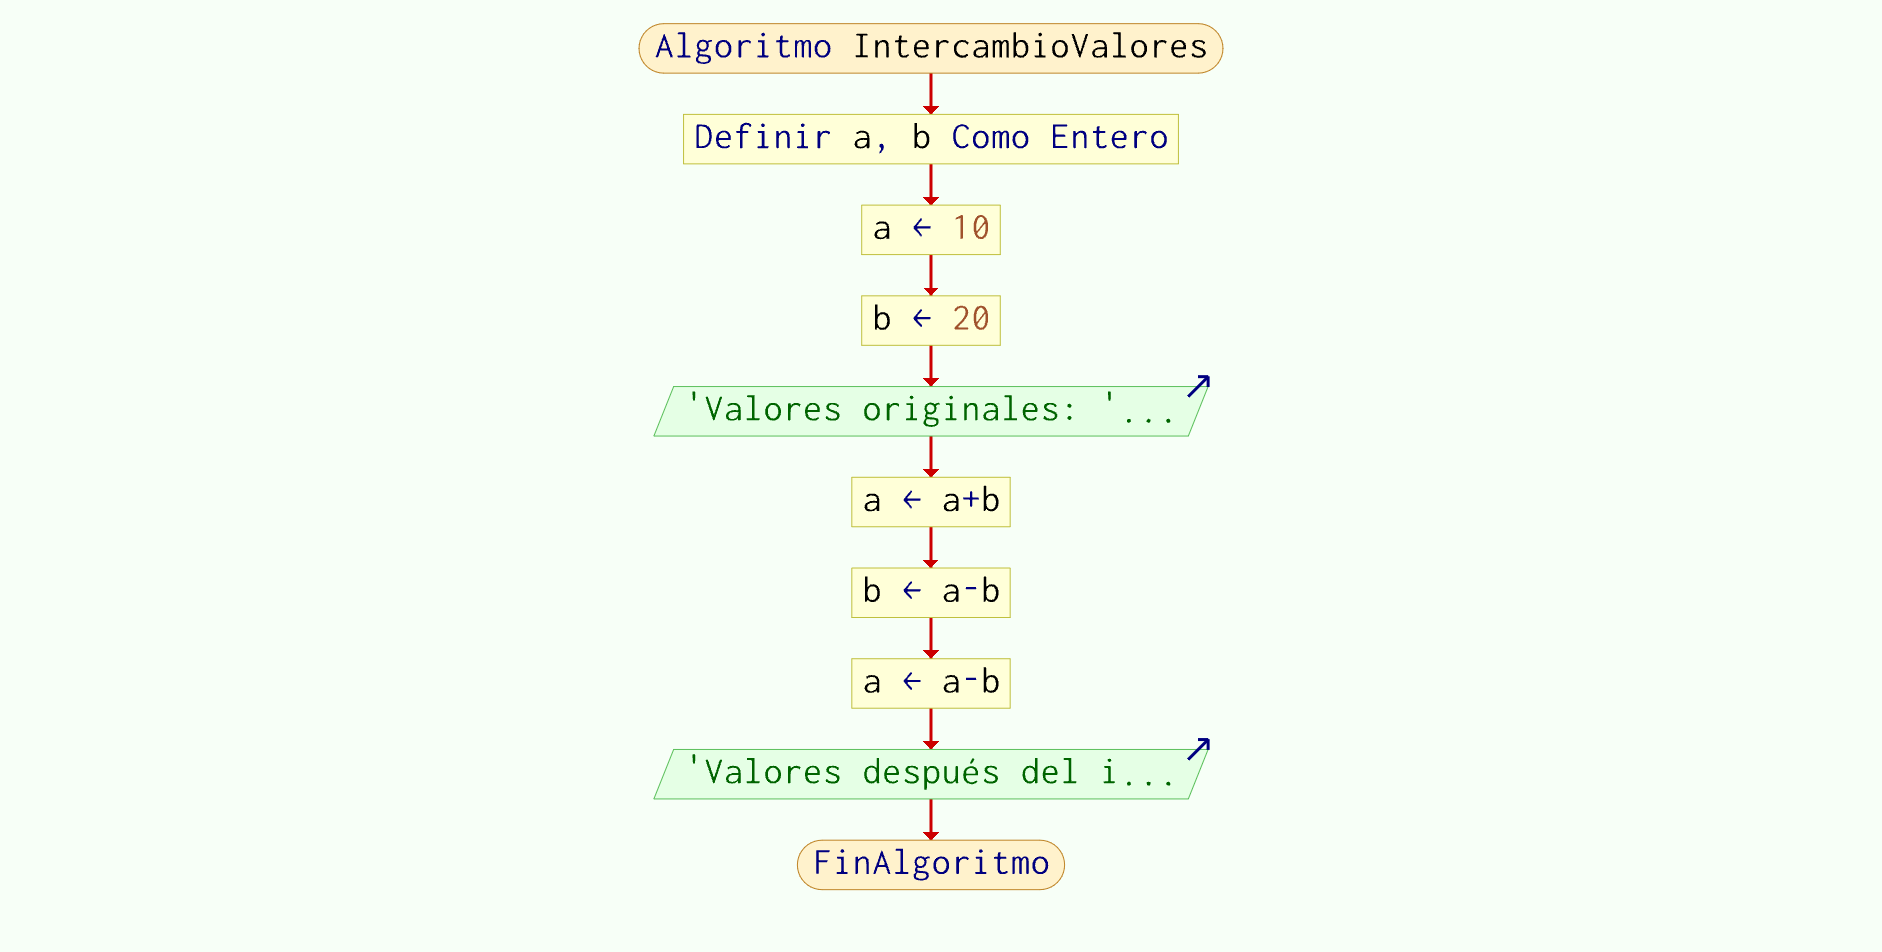 Algoritmo IntercambioValores
Definir a, b Como Entero
a ← 10
b ← 20
'Valores originales: '...
a ← a+b
b ← a-b
a ← a-b
'Valores después del i...
FinAlgoritmo